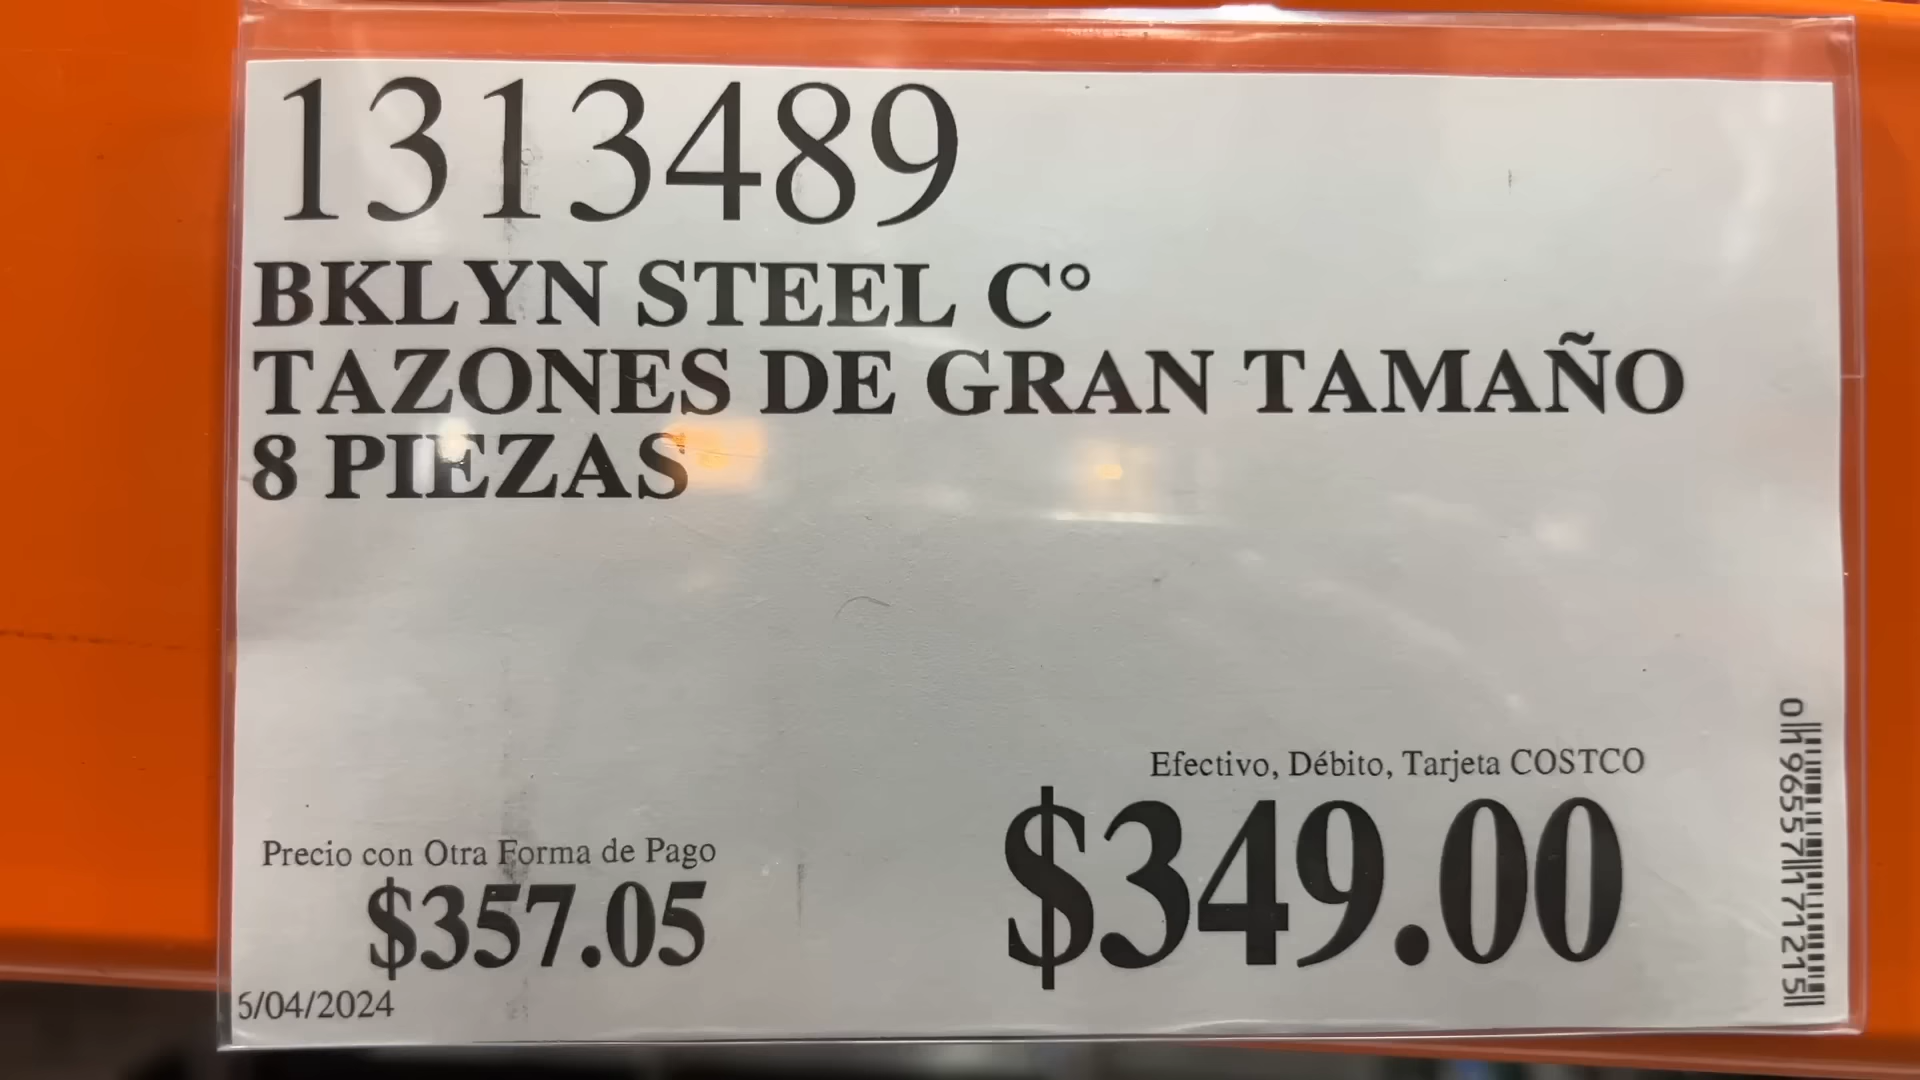 1313489
BKLYN STEEL C°
TAZONES DE GRAN TAMAÑO
8 PIEZAS
Efectivo, Débito, Tarjeta COSTCO
$349.00
Precio con Otra Forma de Pago
$357.05
5/04/2024
0196557171215